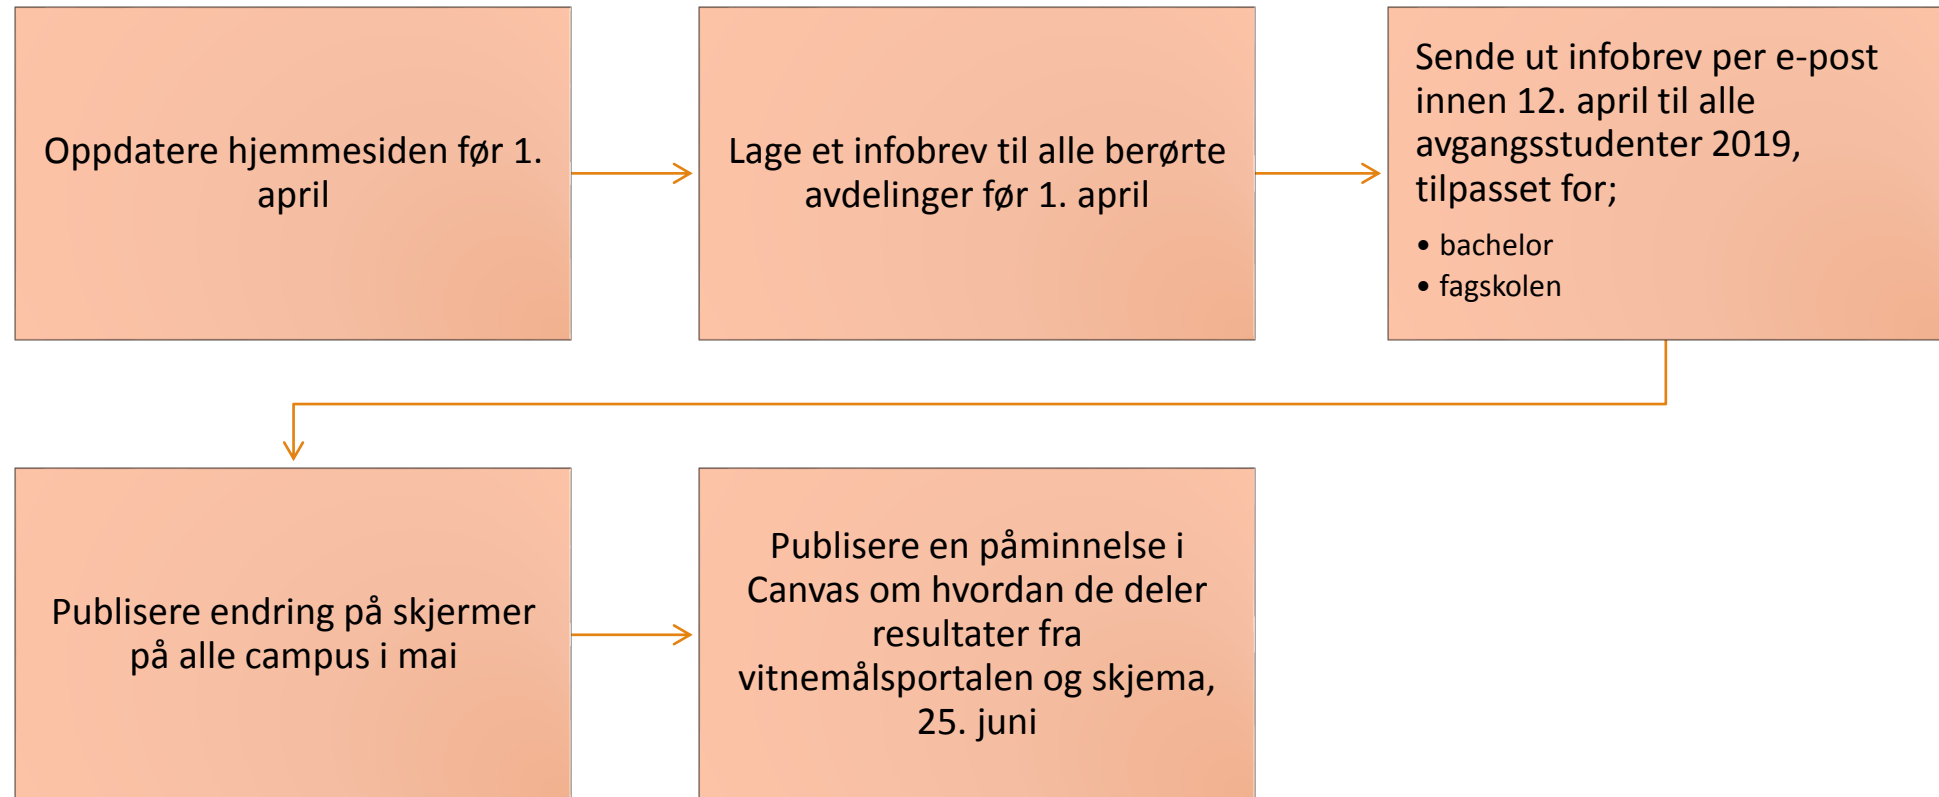 Oppdatere hjemmesiden før 1.
april
Lage et infobrev til alle berørte
avdelinger før 1. april
Sende ut infobrev per e-post
innen 12. april til alle
avgangsstudenter 2019,
tilpasset for;
• bachelor
• fagskolen
Publisere endring på skjermer
på alle campus i mai
Publisere en påminnelse i
Canvas om hvordan de deler
resultater fra
vitnemålsportalen og skjema,
25. juni